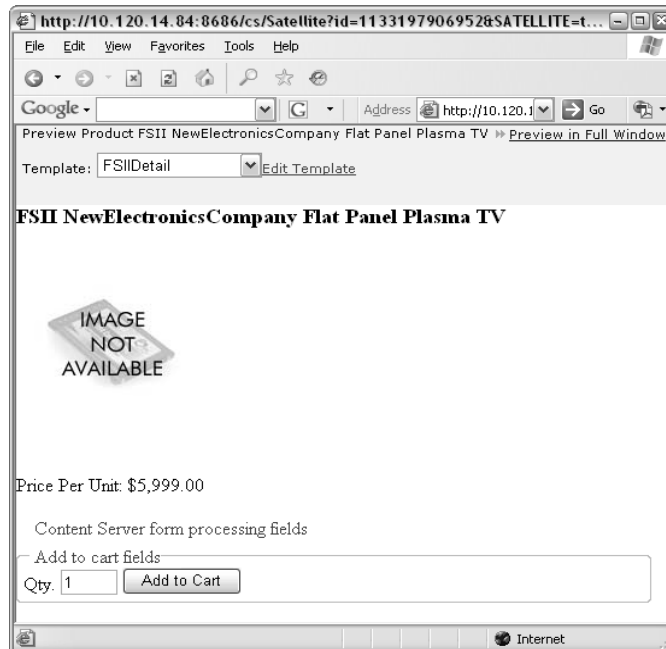 http://10.120.14.84:8686/cs/Satellite?id=1133197906952&SATELLITE=t...
File Edit View Favorites Tools Help
Google Address http://10.120.1 Go
Preview Product FSII NewElectronicsCompany Flat Panel Plasma TV Preview in Full Window
Template: FSIIDetail Edit Template
FSII NewElectronicsCompany Flat Panel Plasma TV
IMAGE
NOT
AVAILABLE
Price Per Unit: $5,999.00
Content Server form processing fields
Add to cart fields
Qty. 1 Add to Cart
Internet